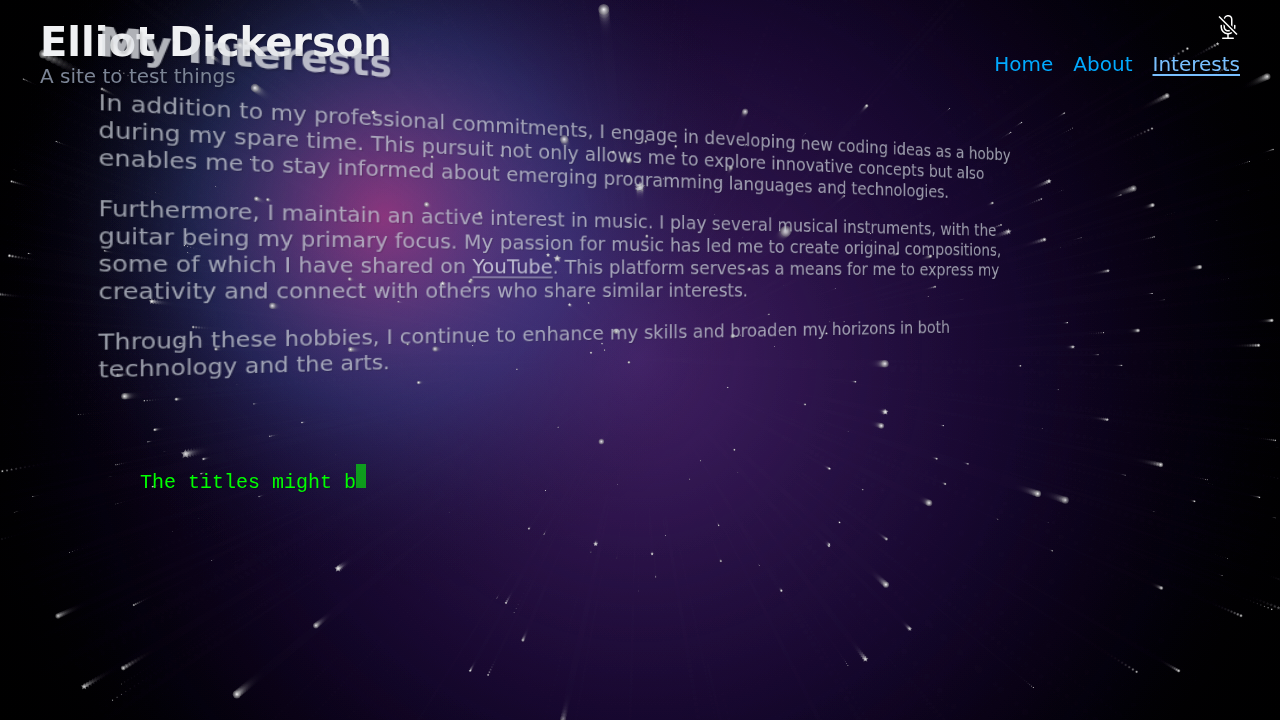 Elliot Dickerson
My Interests
A site to test things
Home About Interests
In addition to my professional commitments, I engage in developing new coding ideas as a hobby
during my spare time. This pursuit not only allows me to explore innovative concepts but also
enables me to stay informed about emerging programming languages and technologies.
Furthermore, I maintain an active interest in music. I play several musical instruments, with the
guitar being my primary focus. My passion for music has led me to create original compositions,
some of which I have shared on YouTube. This platform serves as a means for me to express my
creativity and connect with others who share similar interests.
Through these hobbies, I continue to enhance my skills and broaden my horizons in both
technology and the arts.
The titles might b